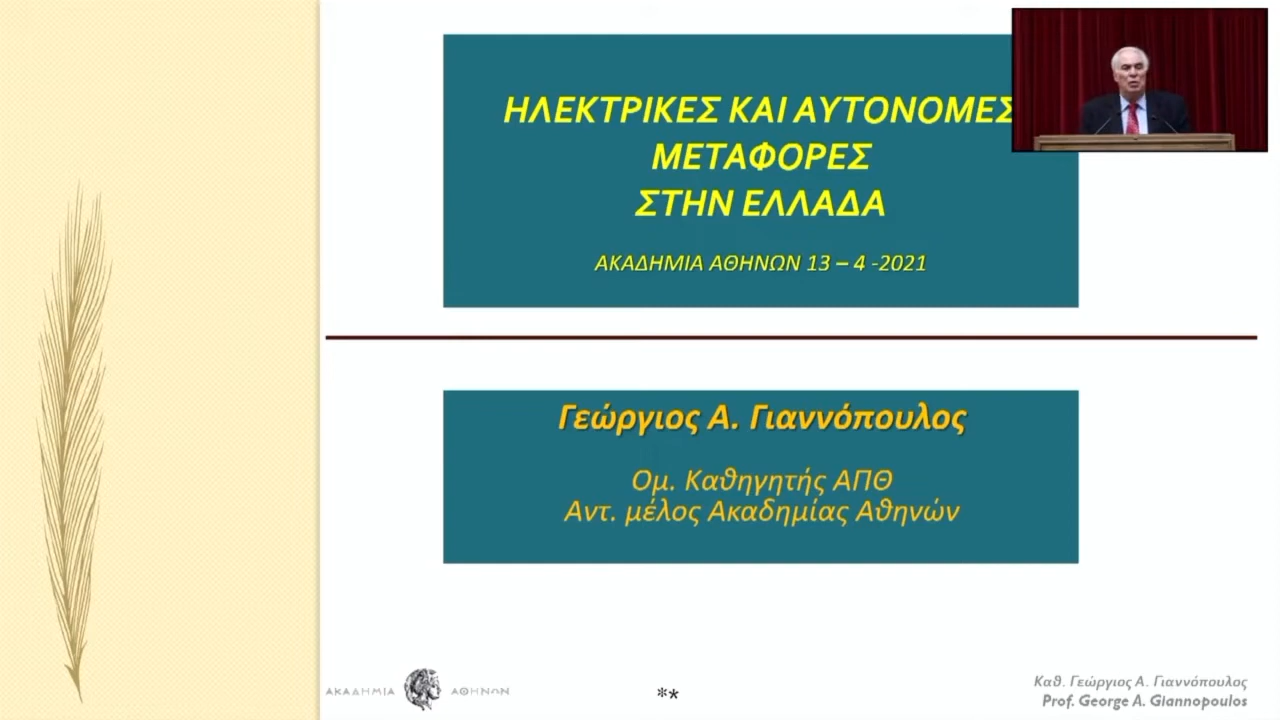 ΗΛΕΚΤΡΙΚΕΣ ΚΑΙ ΑΥΤΟΝΟΜΕΣ
ΜΕΤΑΦΟΡΕΣ
ΣΤΗΝ ΕΛΛΑΔΑ
ΑΚΑΔΗΜΙΑ ΑΘΗΝΩΝ 13 – 4 -2021
Γεώργιος Α. Γιαννόπουλος
Ομ. Καθηγητής ΑΠΘ
Αντ. μέλος Ακαδημίας Αθηνών
ΑΚΑΔΗΜΙΑ ΑΘΗΝΩΝ
**
Καθ. Γεώργιος Α. Γιαννόπουλος
Prof. George A. Giannopoulos